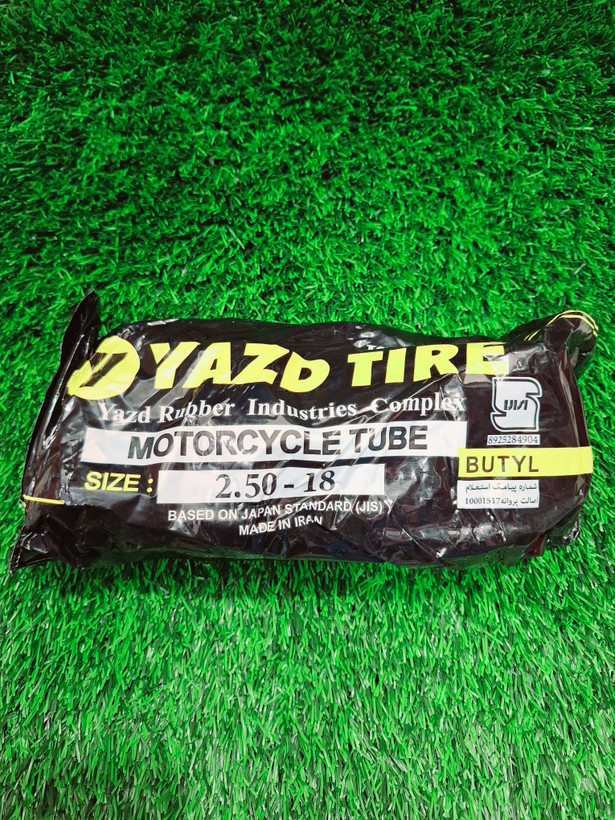 YAZD TIRE
Yazd Rubber Industries Complex
MOTORCYCLE TUBE
SIZE : 2.50 - 18
BASED ON JAPAN STANDARD (JIS)
MADE IN IRAN
8925284904
BUTYL
شماره پیامک استعلام
اصالت پروانه 10001517